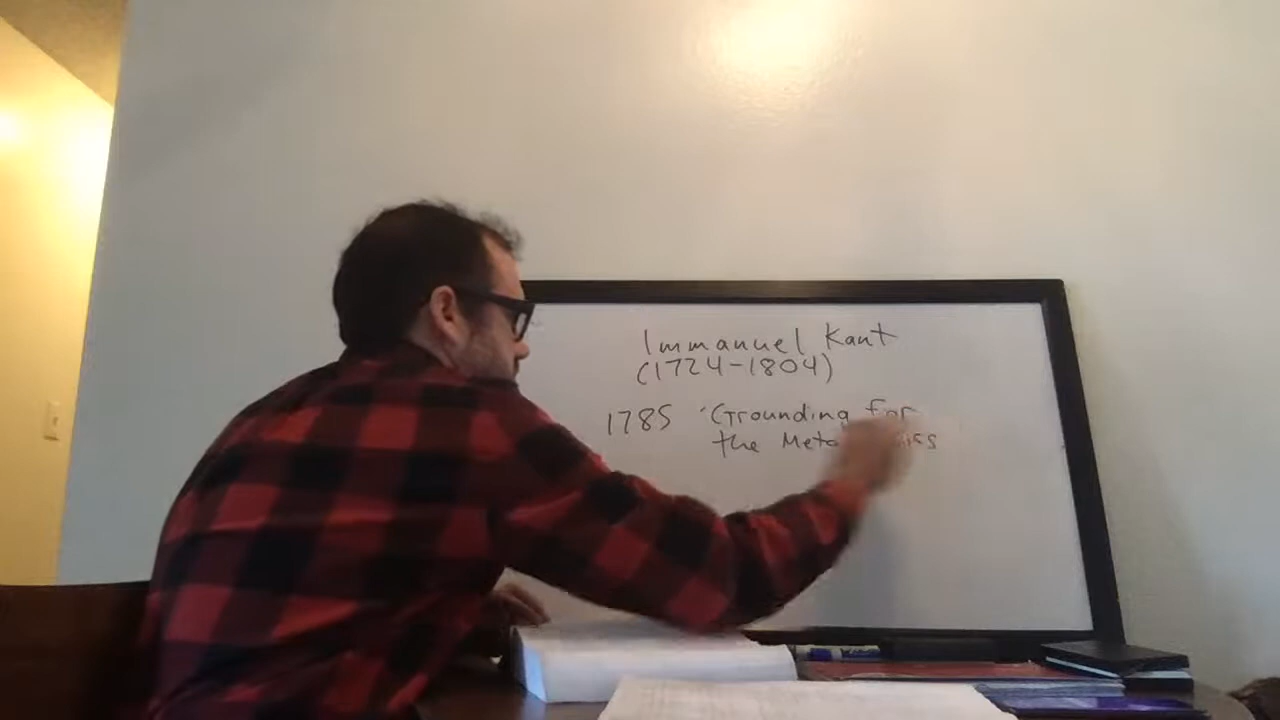 Immanuel Kant
(1724-1804)
1785 "Grounding for
the